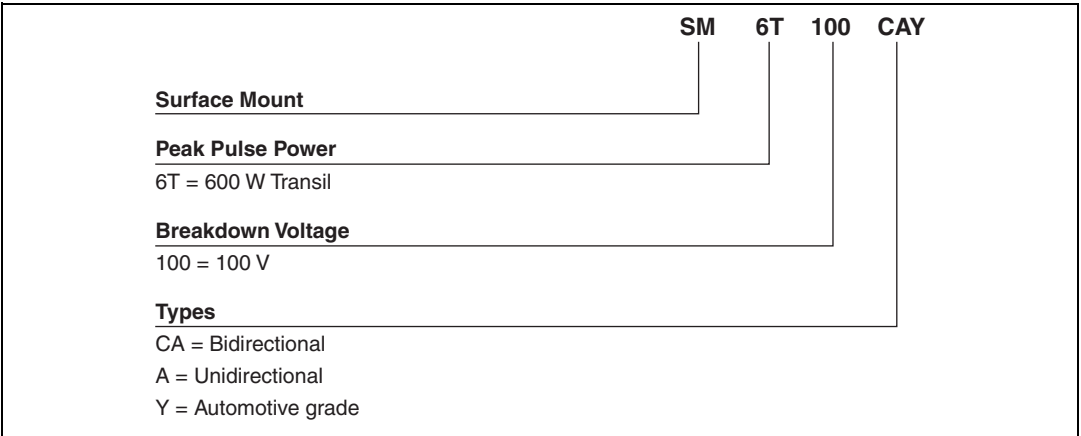 SM 6T 100 CAY
Surface Mount
Peak Pulse Power
6T = 600 W Transil
Breakdown Voltage
100 = 100 V
Types
CA = Bidirectional
A = Unidirectional
Y = Automotive grade